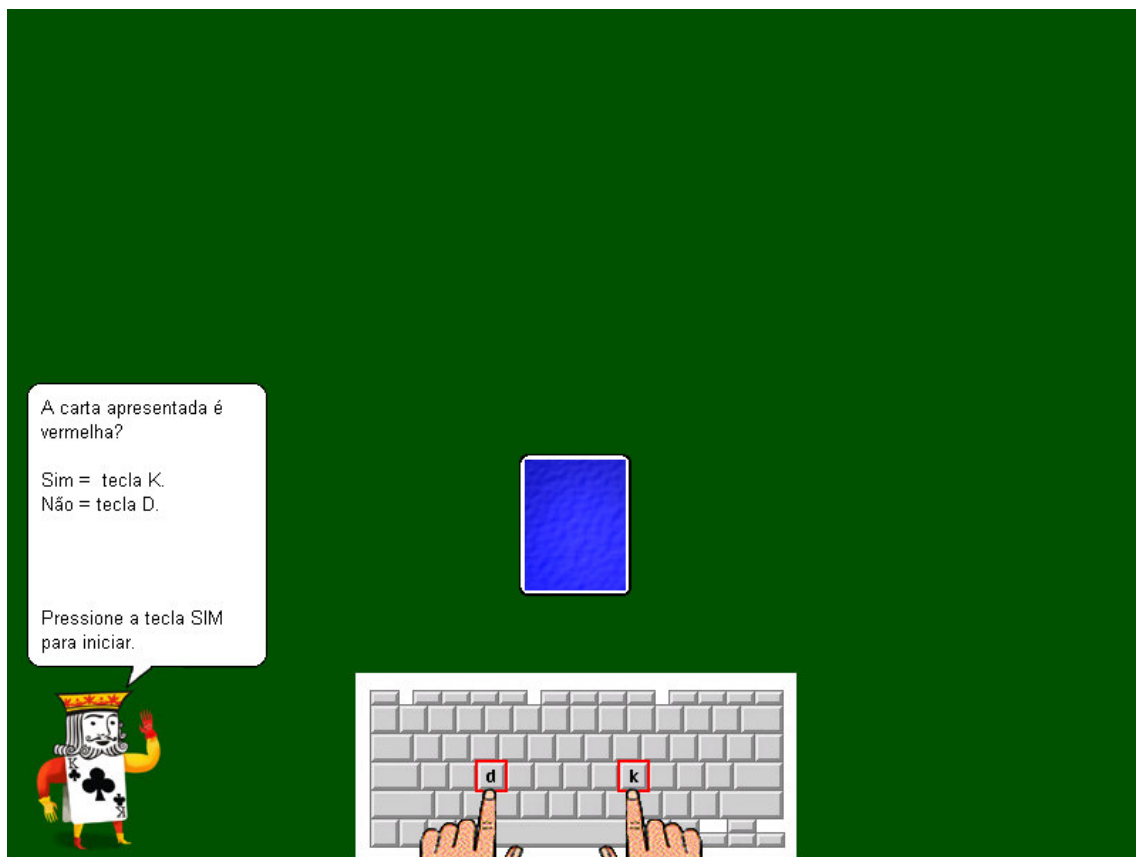 A carta apresentada é
vermelha?
Sim = tecla K.
Não = tecla D.
Pressione a tecla SIM
para iniciar.
d
k
K
K